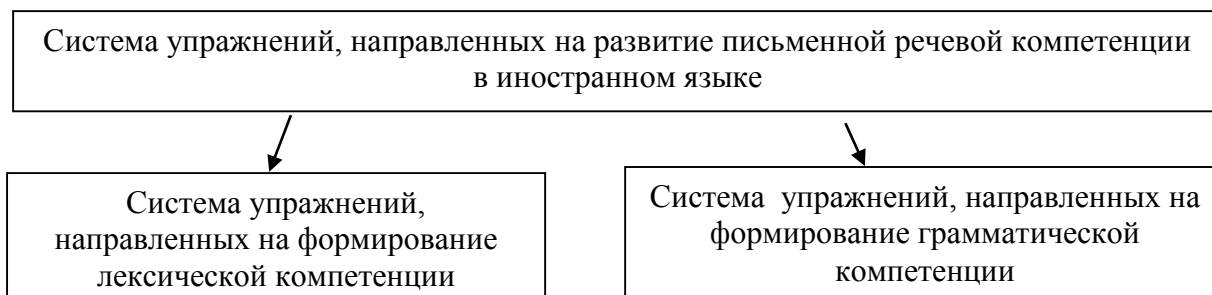 Система упражнений, направленных на развитие письменной речевой компетенции
в иностранном языке
Система упражнений,
направленных на формирование
лексической компетенции
Система упражнений, направленных на
формирование грамматической
компетенции